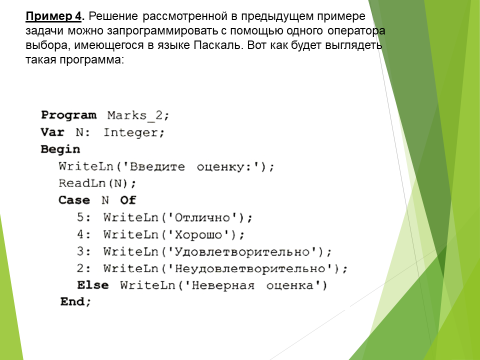 Пример 4. Решение рассмотренной в предыдущем примере
задачи можно запрограммировать с помощью одного оператора
выбора, имеющегося в языке Паскаль. Вот как будет выглядеть
такая программа:
Program Marks_2;
Var N: Integer;
Begin
WriteLn('Введите оценку:');
ReadLn(N);
Case N Of
5: WriteLn('Отлично');
4: WriteLn('Хорошо');
3: WriteLn('Удовлетворительно');
2: WriteLn('Неудовлетворительно');
Else WriteLn('Неверная оценка')
End;